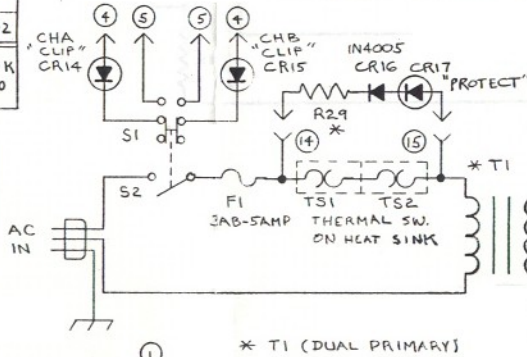 2
K
0
4
5
5
4
"CHA
CLIP"
CR14
"CHB
CLIP"
CR15
IN4005
CR16
CR17
"PROTECT"
R29
*
S1
14
15
* T1
S2
F1
3AB-5AMP
TS1
TS2
THERMAL SW.
ON HEAT SINK
AC
IN
1
* T1 (DUAL PRIMARY)